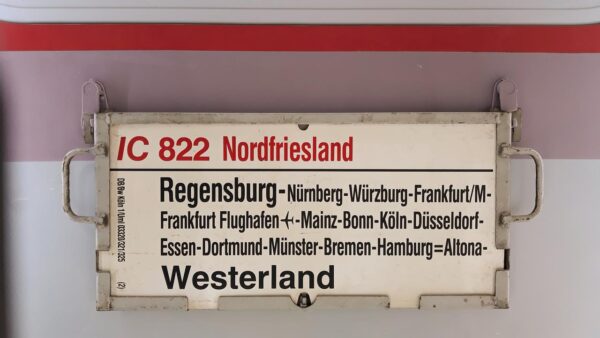 IC 822 Nordfriesland
Regensburg-Nürnberg-Würzburg-Frankfurt/M-
Frankfurt Flughafen ✈-Mainz-Bonn-Köln-Düsseldorf-
Essen-Dortmund-Münster-Bremen-Hamburg=Altona-
Westerland
(2)